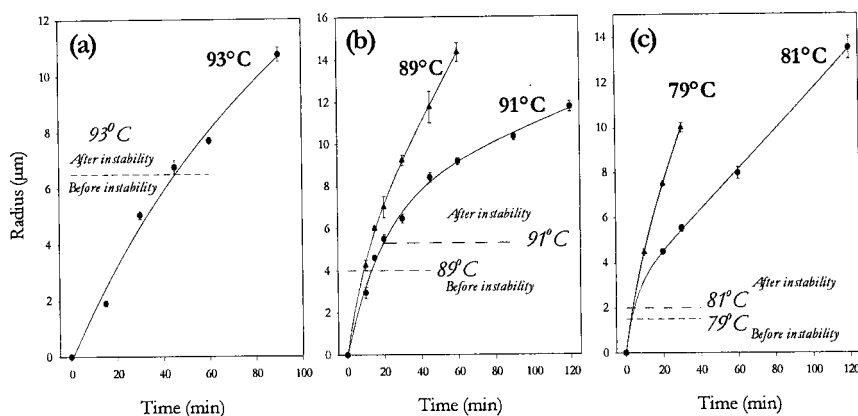 (a)
93°C
93°C
After instability
Before instability
12
10
8
6
4
2
0
Radius (μm)
0 20 40 60 80 100
Time (min)
(b)
89°C
91°C
After instability
91°C
89°C
Before instability
16
14
12
10
8
6
4
2
0
0 20 40 60 80 100 120
Time (min)
(c)
81°C
79°C
After instability
81°C
79°C
Before instability
14
12
10
8
6
4
2
0
0 20 40 60 80 100 120
Time (min)